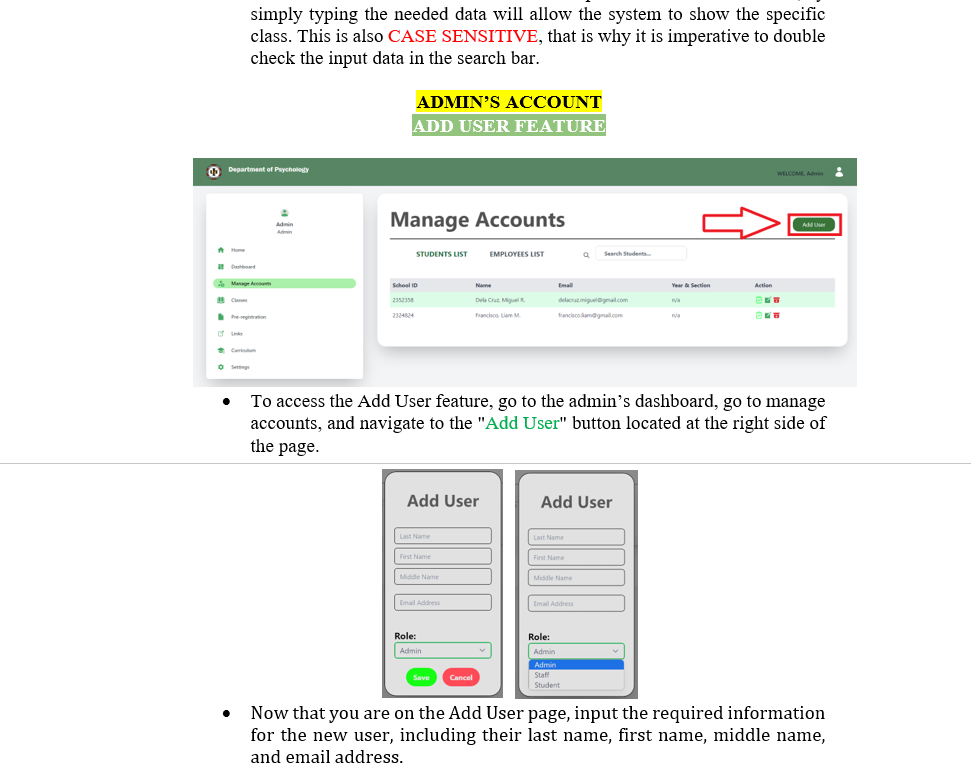 simply typing the needed data will allow the system to show the specific
class. This is also CASE SENSITIVE, that is why it is imperative to double
check the input data in the search bar.
ADMIN’S ACCOUNT
ADD USER FEATURE
Department of Psychology
WELCOME, Admin
Admin
Admin
Home
Dashboard
Manage Accounts
Classes
Pre-registration
Links
Curriculum
Settings
Manage Accounts
Add User
STUDENTS LIST EMPLOYEES LIST Search Students...
School ID Name Email Year & Section Action
2352358 Dela Cruz, Miguel R. delacruz.miguel@gmail.com n/a
2324824 Francisco, Liam M. francisco.liam@gmail.com n/a
• To access the Add User feature, go to the admin’s dashboard, go to manage
accounts, and navigate to the "Add User" button located at the right side of
the page.
Add User
Last Name
First Name
Middle Name
Email Address
Role:
Admin
Save Cancel
Add User
Last Name
First Name
Middle Name
Email Address
Role:
Admin
Admin
Staff
Student
• Now that you are on the Add User page, input the required information
for the new user, including their last name, first name, middle name,
and email address.